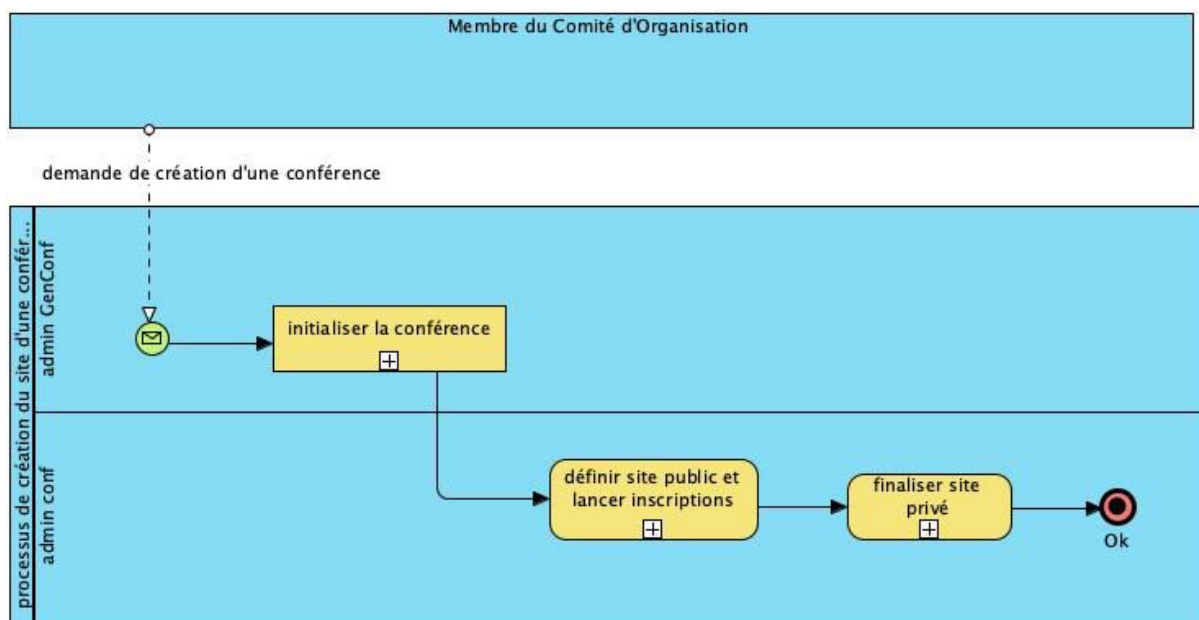 Membre du Comité d'Organisation
demande de création d'une conférence
processus de création du site d'une confér...
admin GenConf
initialiser la conférence
admin conf
définir site public et
lancer inscriptions
finaliser site
privé
Ok